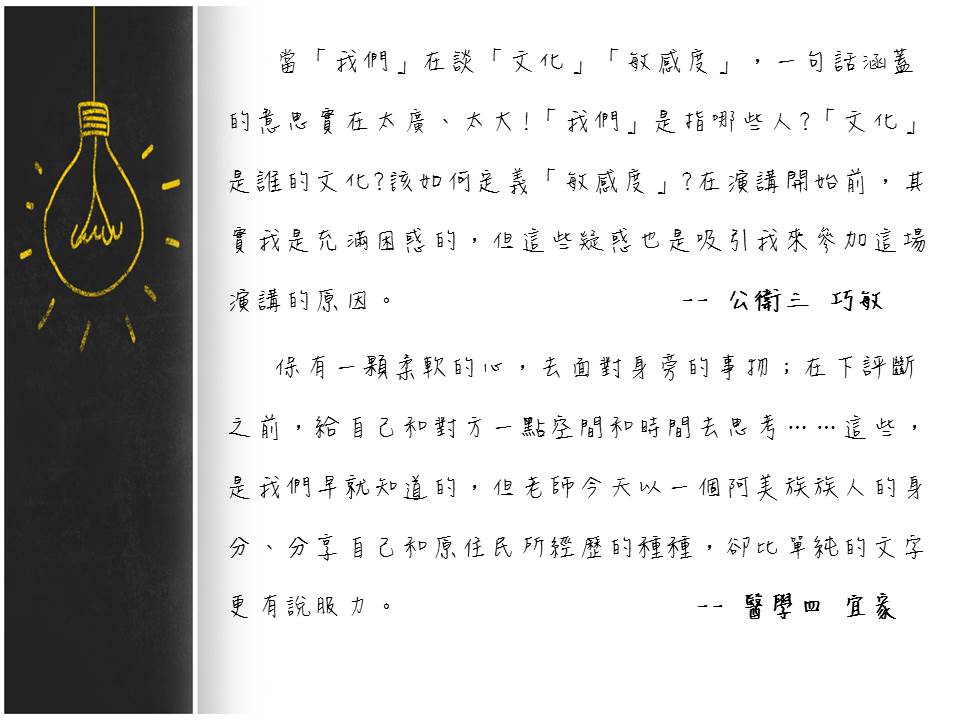 當「我們」在談「文化」「敏感度」，一句話涵蓋
的意思實在太廣、太大!「我們」是指哪些人?「文化」
是誰的文化?該如何定義「敏感度」?在演講開始前，其
實我是充滿困惑的，但這些疑惑也是吸引我來參加這場
演講的原因。 -- 公衛三 巧敏
保有一顆柔軟的心，去面對身旁的事物；在下評斷
之前，給自己和對方一點空間和時間去思考……這些，
是我們早就知道的，但老師今天以一個阿美族族人的身
分、分享自己和原住民所經歷的種種，卻比單純的文字
更有說服力。 -- 醫學四 宜家